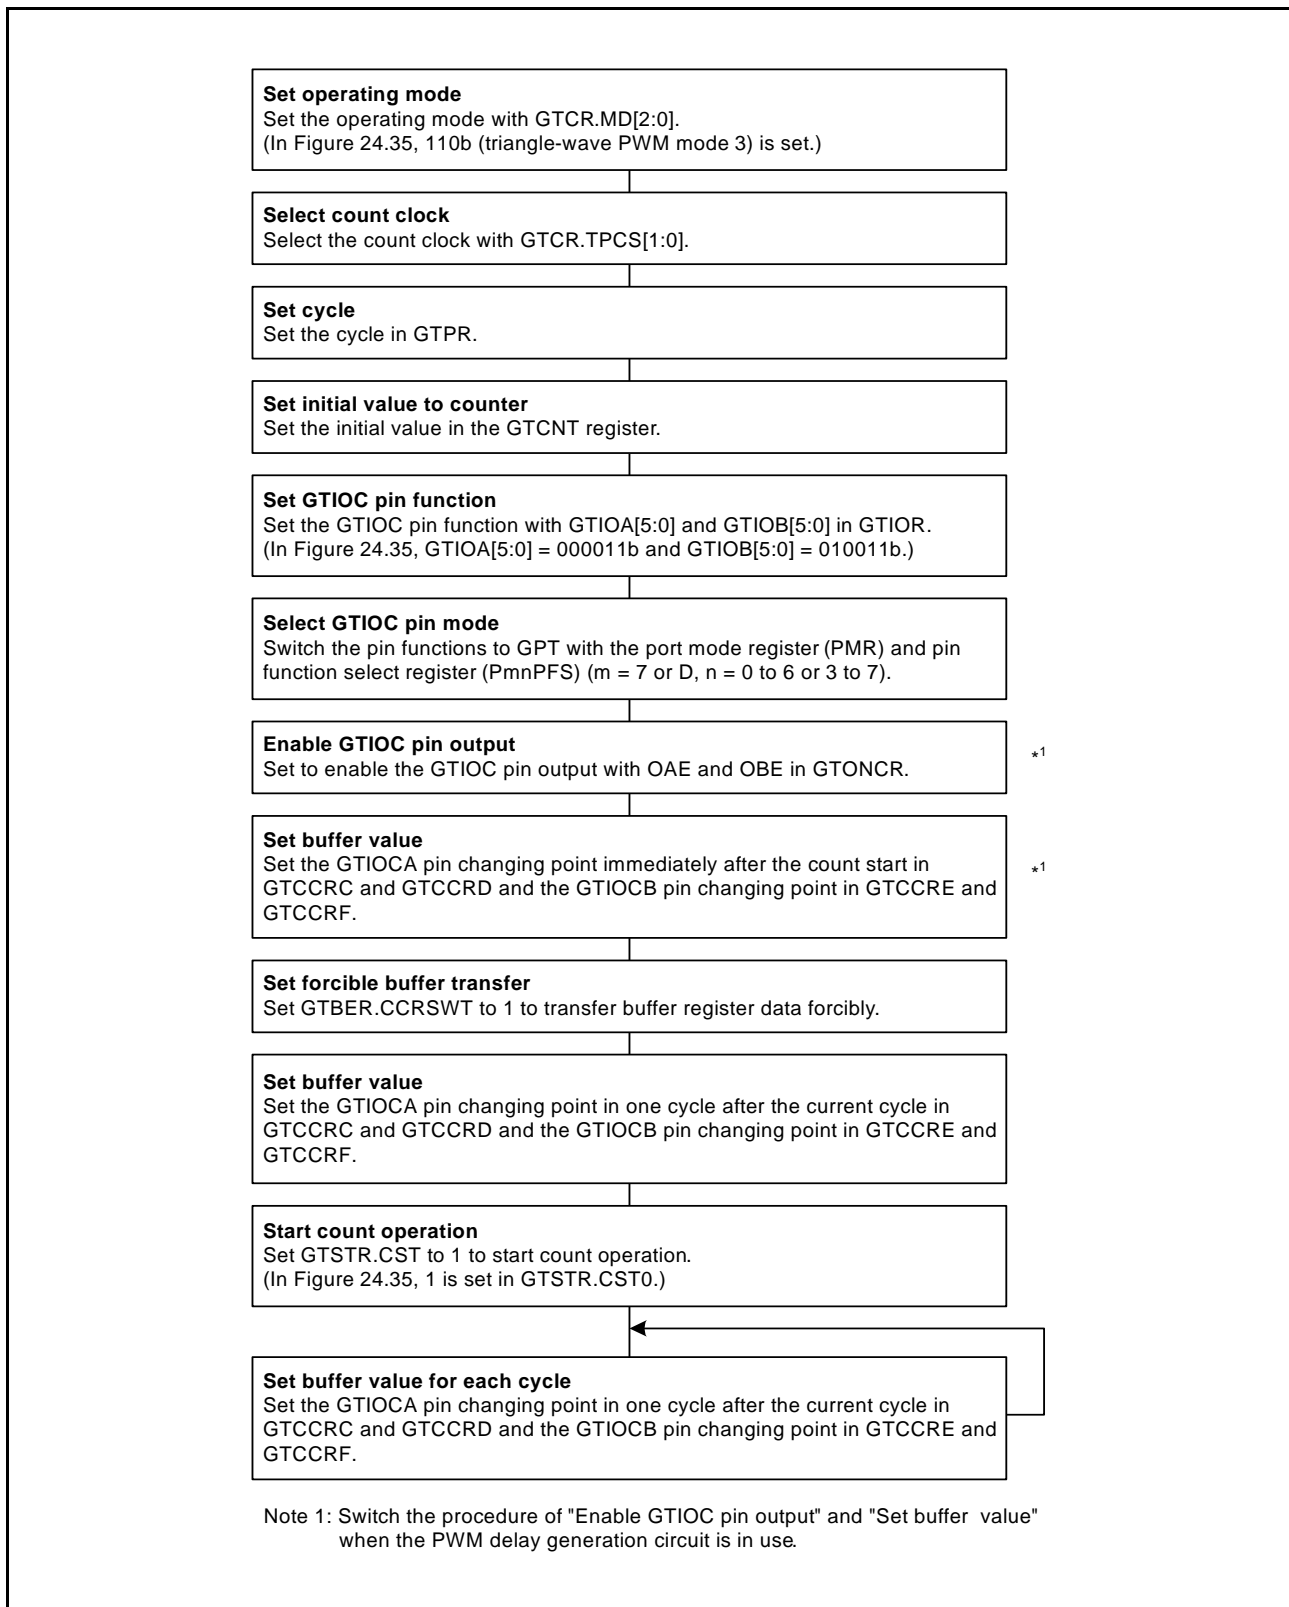 Set operating mode
Set the operating mode with GTCR.MD[2:0].
(In Figure 24.35, 110b (triangle-wave PWM mode 3) is set.)
Select count clock
Select the count clock with GTCR.TPCS[1:0].
Set cycle
Set the cycle in GTPR.
Set initial value to counter
Set the initial value in the GTCNT register.
Set GTIOC pin function
Set the GTIOC pin function with GTIOA[5:0] and GTIOB[5:0] in GTIOR.
(In Figure 24.35, GTIOA[5:0] = 000011b and GTIOB[5:0] = 010011b.)
Select GTIOC pin mode
Switch the pin functions to GPT with the port mode register (PMR) and pin
function select register (PmnPFS) (m = 7 or D, n = 0 to 6 or 3 to 7).
Enable GTIOC pin output
Set to enable the GTIOC pin output with OAE and OBE in GTONCR.
*1
Set buffer value
Set the GTIOCA pin changing point immediately after the count start in
GTCCRC and GTCCRD and the GTIOCB pin changing point in GTCCRE and
GTCCRF.
*1
Set forcible buffer transfer
Set GTBER.CCRSWT to 1 to transfer buffer register data forcibly.
Set buffer value
Set the GTIOCA pin changing point in one cycle after the current cycle in
GTCCRC and GTCCRD and the GTIOCB pin changing point in GTCCRE and
GTCCRF.
Start count operation
Set GTSTR.CST to 1 to start count operation.
(In Figure 24.35, 1 is set in GTSTR.CST0.)
Set buffer value for each cycle
Set the GTIOCA pin changing point in one cycle after the current cycle in
GTCCRC and GTCCRD and the GTIOCB pin changing point in GTCCRE and
GTCCRF.
Note 1: Switch the procedure of "Enable GTIOC pin output" and "Set buffer value"
when the PWM delay generation circuit is in use.